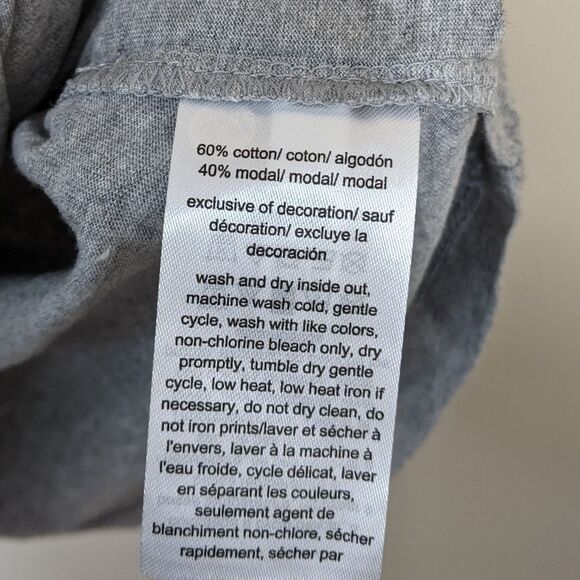 60% cotton/ coton/ algodón
40% modal/ modal/ modal
exclusive of decoration/ sauf
décoration/ excluye la
decoración
wash and dry inside out,
machine wash cold, gentle
cycle, wash with like colors,
non-chlorine bleach only, dry
promptly, tumble dry gentle
cycle, low heat, low heat iron if
necessary, do not dry clean, do
not iron prints/laver et sécher à
l'envers, laver à la machine à
l'eau froide, cycle délicat, laver
en séparant les couleurs,
seulement agent de
blanchiment non-chlore, sécher
rapidement, sécher par